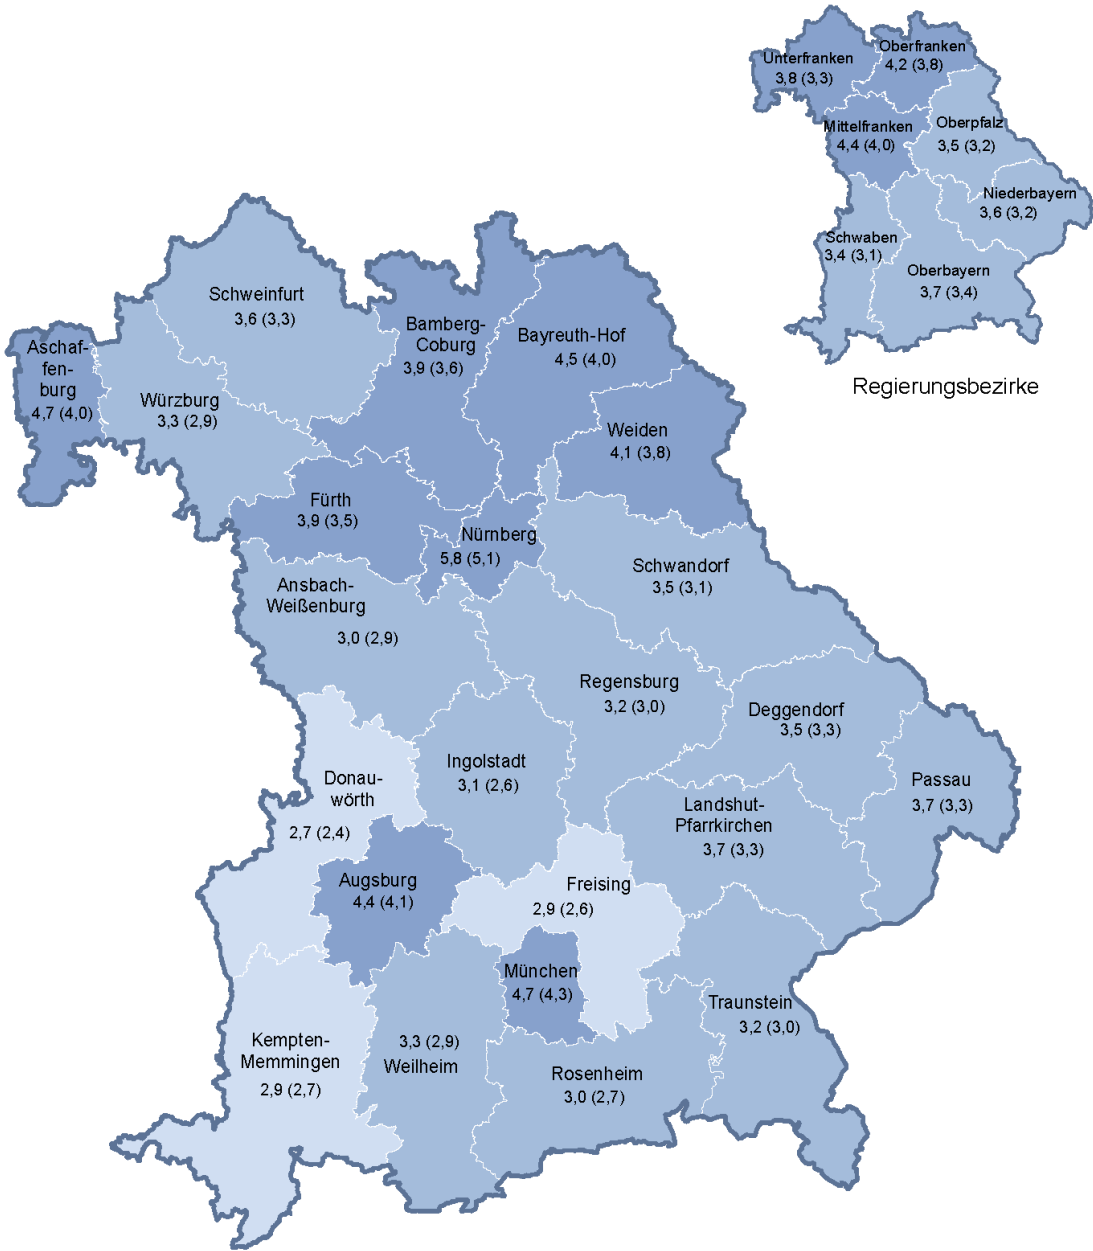 Unterfranken
3,8 (3,3)
Oberfranken
4,2 (3,8)
Mittelfranken
4,4 (4,0)
Oberpfalz
3,5 (3,2)
Niederbayern
3,6 (3,2)
Schwaben
3,4 (3,1)
Oberbayern
3,7 (3,4)
Regierungsbezirke
Schweinfurt
3,6 (3,3)
Bamberg-
Coburg
3,9 (3,6)
Bayreuth-Hof
4,5 (4,0)
Aschaf-
fen-
burg
4,7 (4,0)
Würzburg
3,3 (2,9)
Weiden
4,1 (3,8)
Fürth
3,9 (3,5)
Nürnberg
5,8 (5,1)
Schwandorf
3,5 (3,1)
Ansbach-
Weißenburg
3,0 (2,9)
Regensburg
3,2 (3,0)
Deggendorf
3,5 (3,3)
Ingolstadt
3,1 (2,6)
Donau-
wörth
2,7 (2,4)
Passau
3,7 (3,3)
Landshut-
Pfarrkirchen
3,7 (3,3)
Augsburg
4,4 (4,1)
Freising
2,9 (2,6)
München
4,7 (4,3)
Traunstein
3,2 (3,0)
Kempten-
Memmingen
2,9 (2,7)
3,3 (2,9)
Weilheim
Rosenheim
3,0 (2,7)